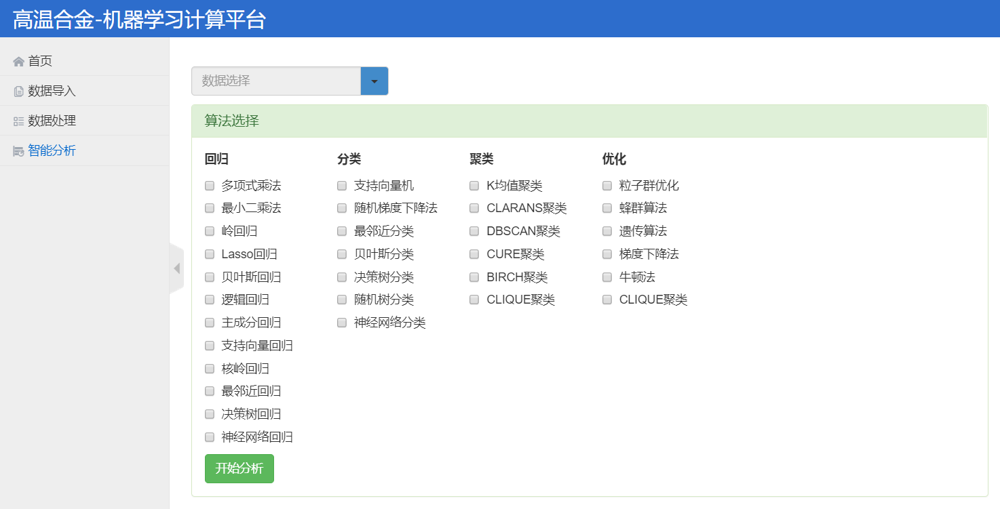 高温合金-机器学习计算平台
首页
数据导入
数据处理
智能分析
数据选择
算法选择
回归
多项式乘法
最小二乘法
岭回归
Lasso回归
贝叶斯回归
逻辑回归
主成分回归
支持向量回归
核岭回归
最邻近回归
决策树回归
神经网络回归
分类
支持向量机
随机梯度下降法
最邻近分类
贝叶斯分类
决策树分类
随机树分类
神经网络分类
聚类
K均值聚类
CLARANS聚类
DBSCAN聚类
CURE聚类
BIRCH聚类
CLIQUE聚类
优化
粒子群优化
蜂群算法
遗传算法
梯度下降法
牛顿法
CLIQUE聚类
开始分析